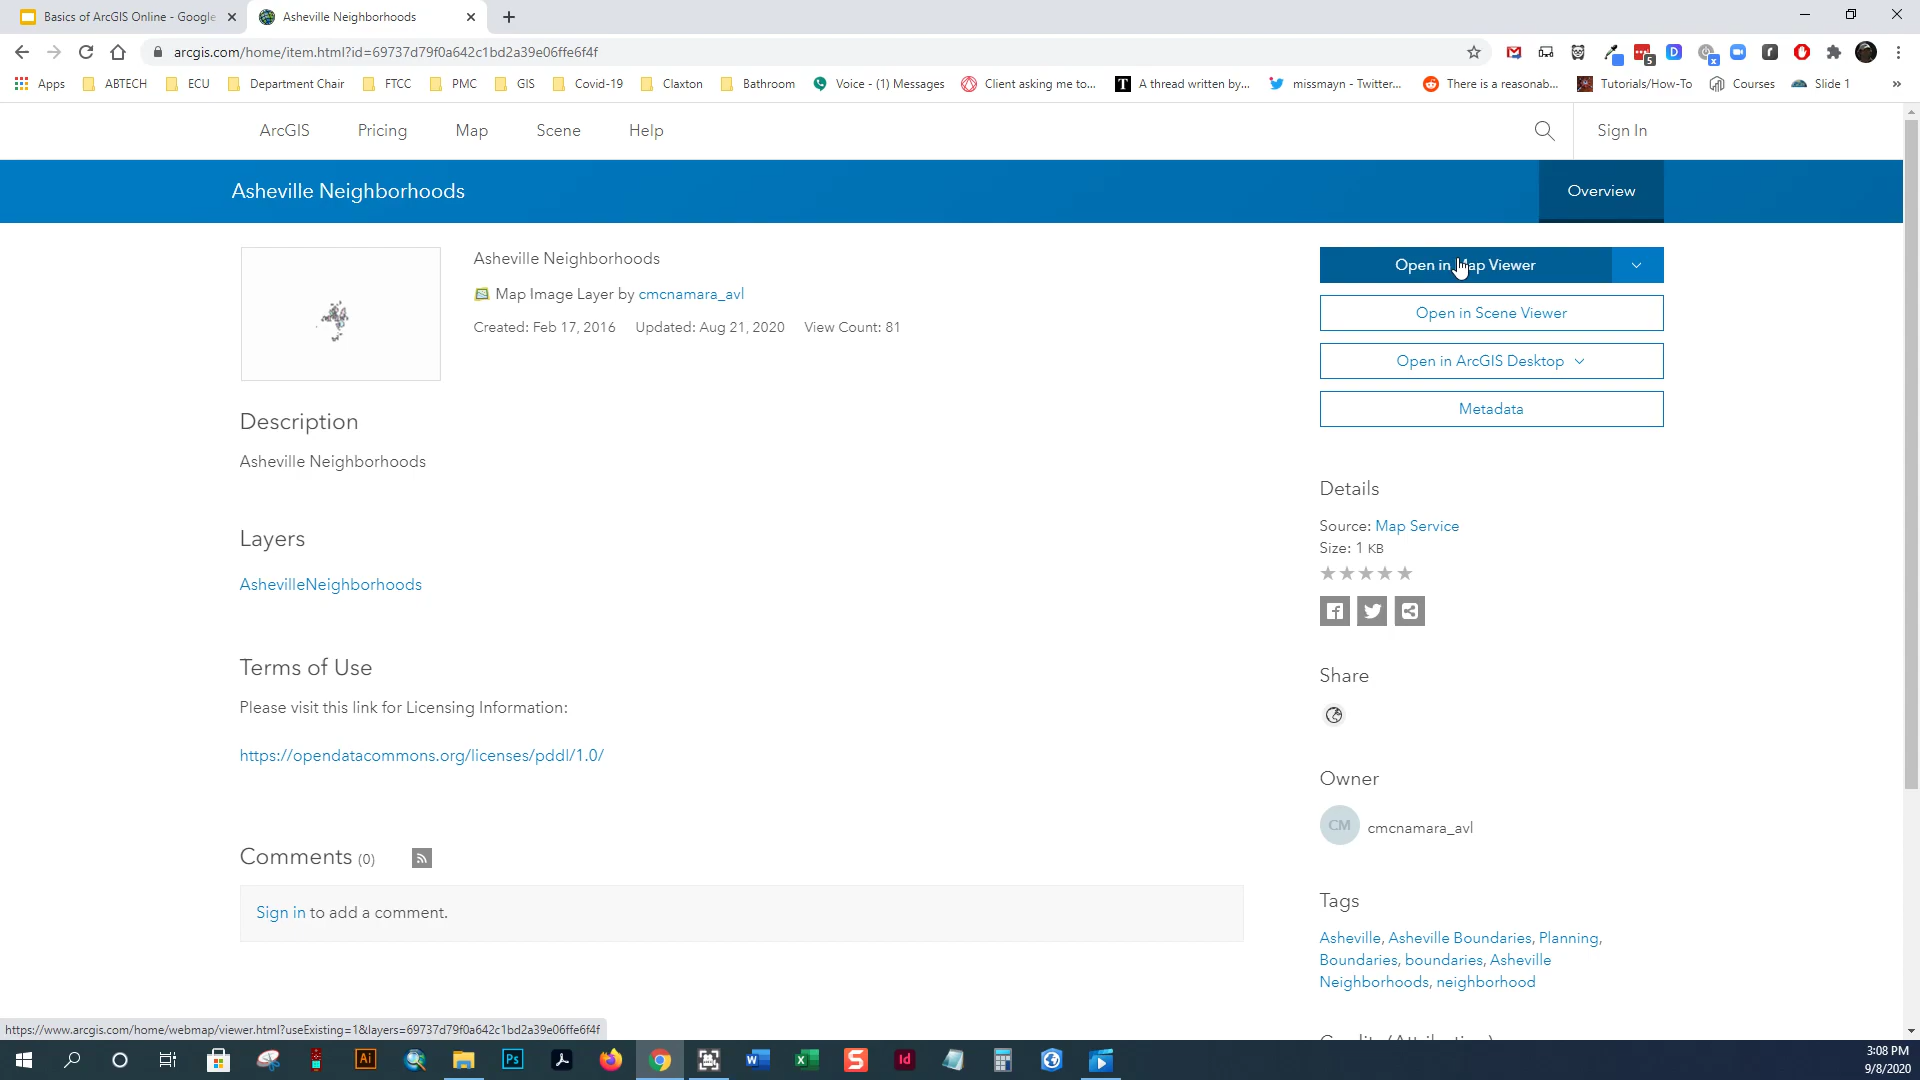 Basics of ArcGIS Online - Google
Asheville Neighborhoods
arcgis.com/home/item.html?id=69737d79f0a642c1bd2a39e06ffe6f4f
Apps ABTECH ECU Department Chair FTCC PMC GIS Covid-19 Claxton Bathroom Voice - (1) Messages Client asking me to... A thread written by... missmayn - Twitter... There is a reasonab... Tutorials/How-To Courses Slide 1 »
ArcGIS Pricing Map Scene Help Sign In
Asheville Neighborhoods Overview
Asheville Neighborhoods
Map Image Layer by cmcnamara_avl
Created: Feb 17, 2016 Updated: Aug 21, 2020 View Count: 81
Open in Map Viewer
Open in Scene Viewer
Open in ArcGIS Desktop
Metadata
Description
Asheville Neighborhoods
Layers
AshevilleNeighborhoods
Terms of Use
Please visit this link for Licensing Information:
https://opendatacommons.org/licenses/pddl/1.0/
Comments (0)
Sign in to add a comment.
Details
Source: Map Service
Size: 1 KB
Share
Owner
CM cmcnamara_avl
Tags
Asheville, Asheville Boundaries, Planning,
Boundaries, boundaries, Asheville
Neighborhoods, neighborhood
https://www.arcgis.com/home/webmap/viewer.html?useExisting=1&layers=69737d79f0a642c1bd2a39e06ffe6f4f
3:08 PM
9/8/2020